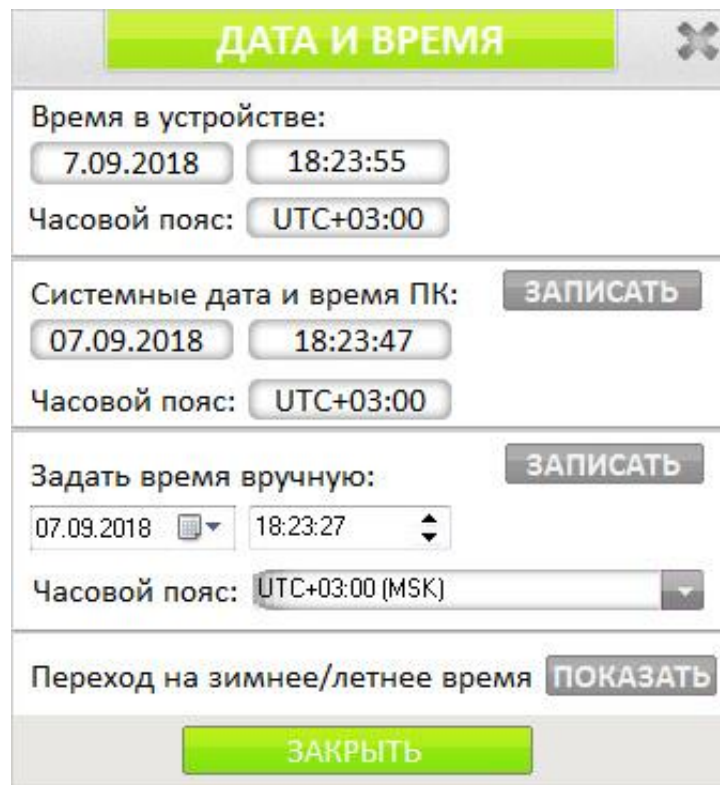 ДАТА И ВРЕМЯ
Время в устройстве:
7.09.2018 18:23:55
Часовой пояс: UTC+03:00
Системные дата и время ПК: ЗАПИСАТЬ
07.09.2018 18:23:47
Часовой пояс: UTC+03:00
Задать время вручную: ЗАПИСАТЬ
07.09.2018 18:23:27
Часовой пояс: UTC+03:00 (MSK)
Переход на зимнее/летнее время ПОКАЗАТЬ
ЗАКРЫТЬ